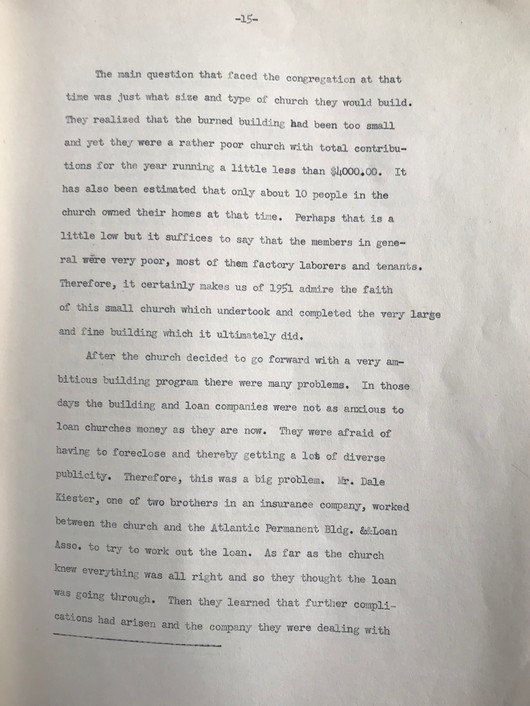 -15-
The main question that faced the congregation at that
time was just what size and type of church they would build.
They realized that the burned building had been too small
and yet they were a rather poor church with total contribu-
tions for the year running a little less than $4000.00. It
has also been estimated that only about 10 people in the
church owned their homes at that time. Perhaps that is a
little low but it suffices to say that the members in gene-
ral were very poor, most of them factory laborers and tenants.
Therefore, it certainly makes us of 1951 admire the faith
of this small church which undertook and completed the very large
and fine building which it ultimately did.
After the church decided to go forward with a very am-
bitious building program there were many problems. In those
days the building and loan companies were not as anxious to
loan churches money as they are now. They were afraid of
having to foreclose and thereby getting a lot of diverse
publicity. Therefore, this was a big problem. Mr. Dale
Kiester, one of two brothers in an insurance company, worked
between the church and the Atlantic Permanent Bldg. &&Loan
Asso. to try to work out the loan. As far as the church
knew everything was all right and so they thought the loan
was going through. Then they learned that further compli-
cations had arisen and the company they were dealing with